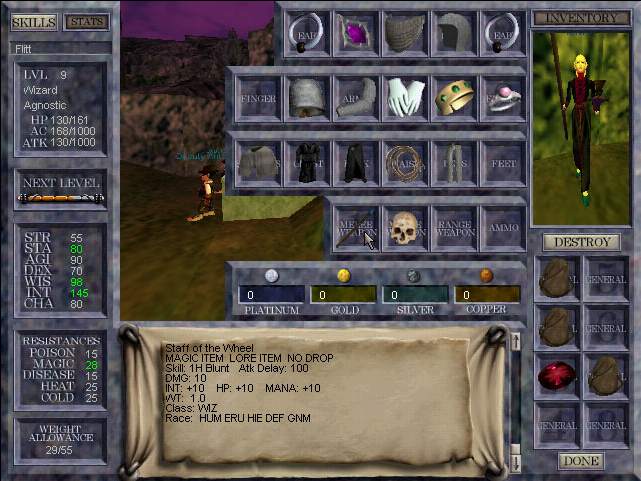 SKILLS STATS
Flitt
LVL 9
Wizard
Agnostic
HP 130/161
AC 168/1000
ATK 130/1000
NEXT LEVEL
STR 55
STA 80
AGI 90
DEX 70
WIS 98
INT 145
CHA 80
RESISTANCES
POISON 15
MAGIC 28
DISEASE 15
HEAT 25
COLD 25
WEIGHT
ALLOWANCE
29/55
FINGER
FEET
MELEE
WEAPON
RANGE
WEAPON
AMMO
0 0 0 0
PLATINUM GOLD SILVER COPPER
Staff of the Wheel
MAGIC ITEM LORE ITEM NO DROP
Skill: 1H Blunt Atk Delay: 100
DMG: 10
INT: +10 HP: +10 MANA: +10
WT: 1.0
Class: WIZ
Race: HUM ERU HIE DEF GNM
INVENTORY
DESTROY
GENERAL
GENERAL
GENERAL GENERAL
DONE